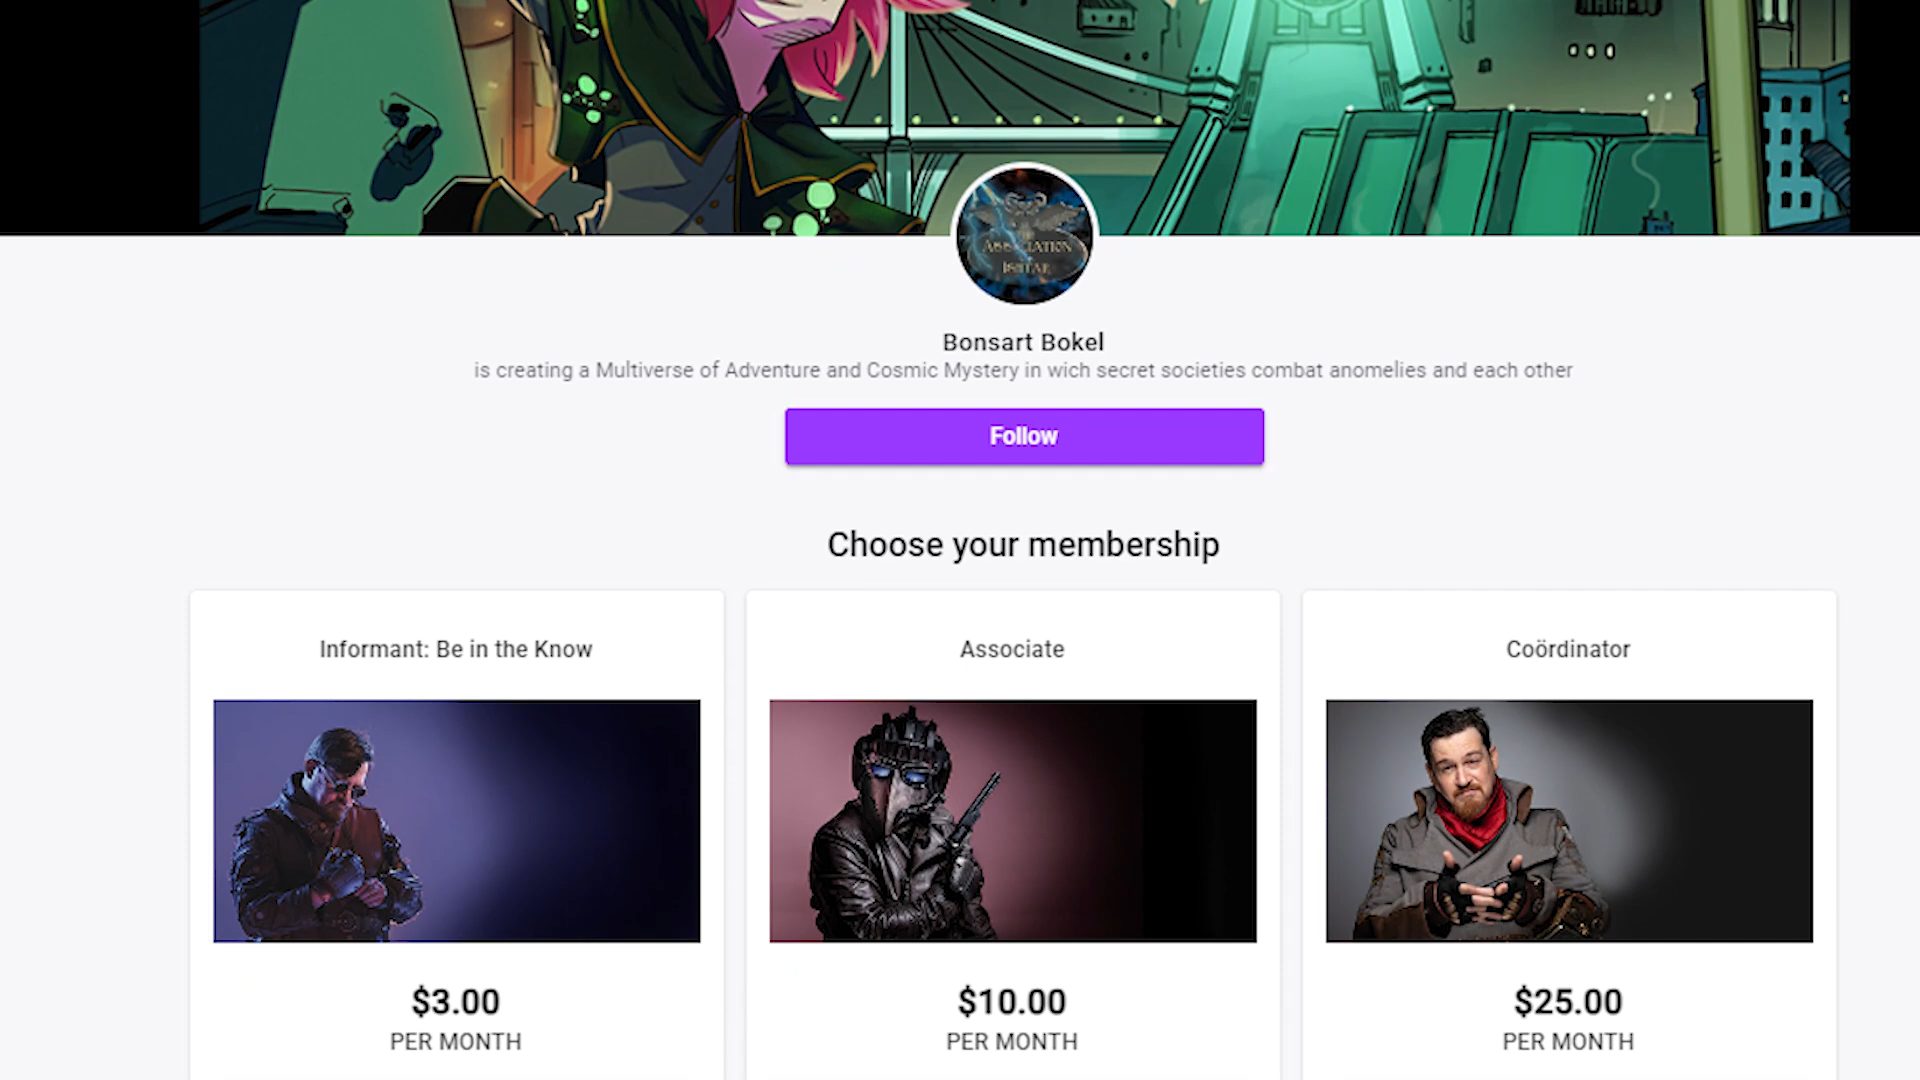 ASSOCIATION
ISHTAR
Bonsart Bokel
is creating a Multiverse of Adventure and Cosmic Mystery in wich secret societies combat anomelies and each other
Follow
Choose your membership
Informant: Be in the Know
Associate
Coördinator
$3.00
PER MONTH
$10.00
PER MONTH
$25.00
PER MONTH